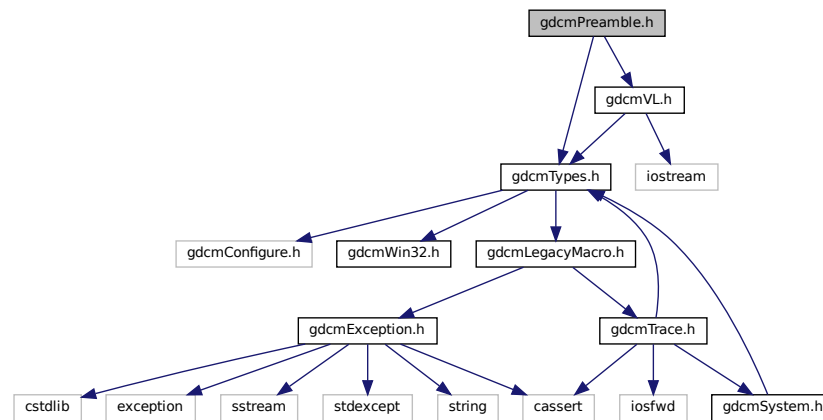 gdcmPreamble.h
gdcmVL.h
gdcmTypes.h
iostream
gdcmConfigure.h
gdcmWin32.h
gdcmLegacyMacro.h
gdcmException.h
gdcmTrace.h
cstdlib
exception
sstream
stdexcept
string
cassert
iosfwd
gdcmSystem.h